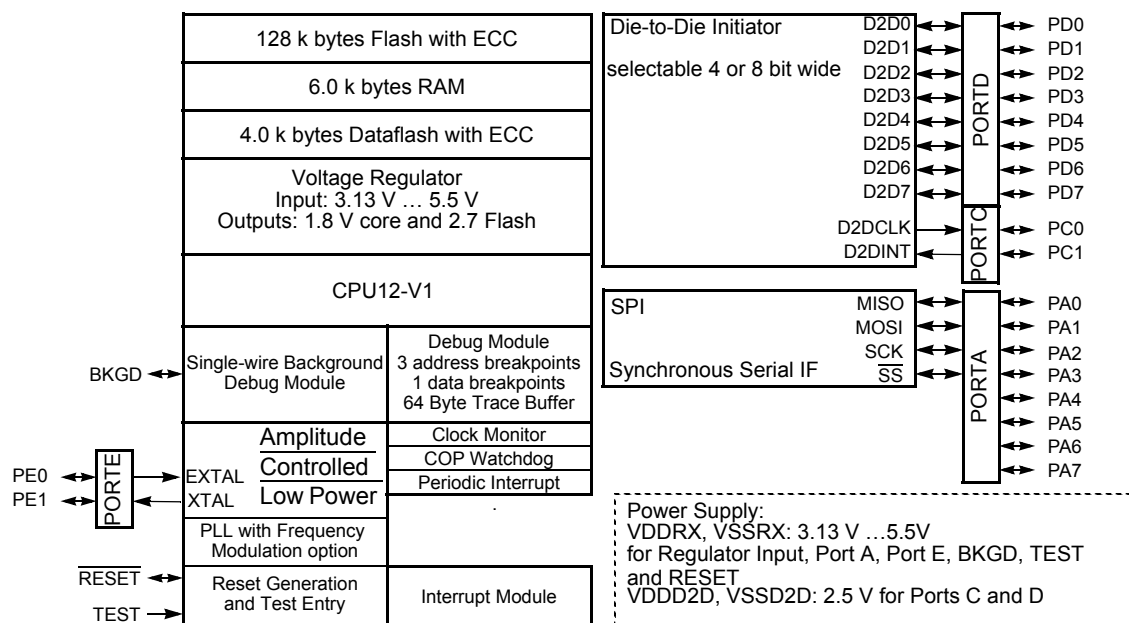 128 k bytes Flash with ECC
6.0 k bytes RAM
4.0 k bytes Dataflash with ECC
Voltage Regulator
Input: 3.13 V … 5.5 V
Outputs: 1.8 V core and 2.7 Flash
CPU12-V1
BKGD
Single-wire Background
Debug Module
Debug Module
3 address breakpoints
1 data breakpoints
64 Byte Trace Buffer
PE0
PE1
PORTE
EXTAL
XTAL
Amplitude
Controlled
Low Power
Clock Monitor
COP Watchdog
Periodic Interrupt
.
PLL with Frequency
Modulation option
RESET
TEST
Reset Generation
and Test Entry
Interrupt Module
Die-to-Die Initiator
selectable 4 or 8 bit wide
D2D0
D2D1
D2D2
D2D3
D2D4
D2D5
D2D6
D2D7
D2DCLK
D2DINT
PORTD
PORTC
PD0
PD1
PD2
PD3
PD4
PD5
PD6
PD7
PC0
PC1
SPI
Synchronous Serial IF
MISO
MOSI
SCK
SS
PORTA
PA0
PA1
PA2
PA3
PA4
PA5
PA6
PA7
Power Supply:
VDDRX, VSSRX: 3.13 V …5.5V
for Regulator Input, Port A, Port E, BKGD, TEST
and RESET
VDDD2D, VSSD2D: 2.5 V for Ports C and D